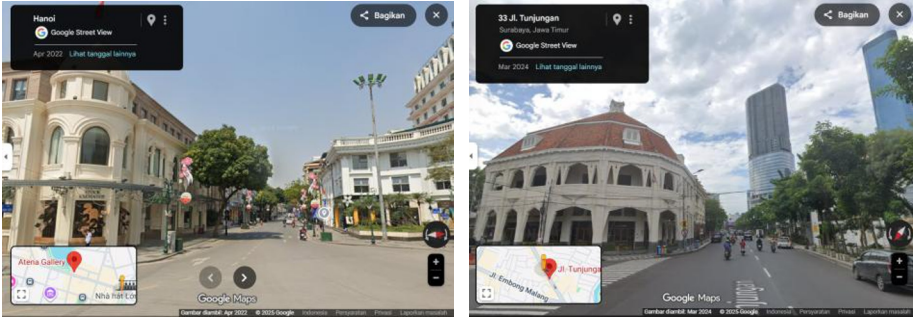 Hanoi
Google Street View
Apr 2022 Lihat tanggal lainnya
Bagikan
Atena Gallery
Nhà hát Lớ
Google Maps
Gambar diambil: Apr 2022 © 2025 Google Indonesia Persyaratan Privasi Laporkan masalah
33 Jl. Tunjungan
Surabaya, Jawa Timur
Google Street View
Mar 2024 Lihat tanggal lainnya
Bagikan
Jl. Tunjunga
Jl. Embong Malang
Google Maps
Gambar diambil: Mar 2024 © 2025 Google Indonesia Persyaratan Privasi Laporkan masalah